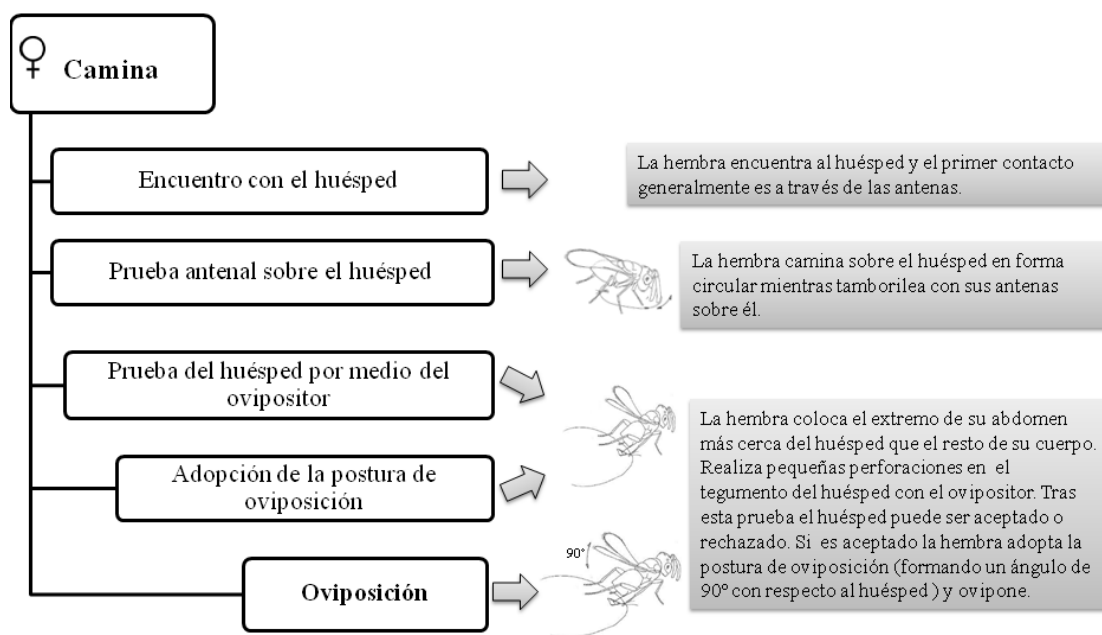 ♀ Camina
Encuentro con el huésped
La hembra encuentra al huésped y el primer contacto
generalmente es a través de las antenas.
Prueba antenal sobre el huésped
La hembra camina sobre el huésped en forma
circular mientras tamborilea con sus antenas
sobre él.
Prueba del huésped por medio del
ovipositor
Adopción de la postura de
oviposición
La hembra coloca el extremo de su abdomen
más cerca del huésped que el resto de su cuerpo.
Realiza pequeñas perforaciones en el
tegumento del huésped con el ovipositor. Tras
esta prueba el huésped puede ser aceptado o
rechazado. Si es aceptado la hembra adopta la
postura de oviposición (formando un ángulo de
90º con respecto al huésped ) y ovipone.
Oviposición
90°